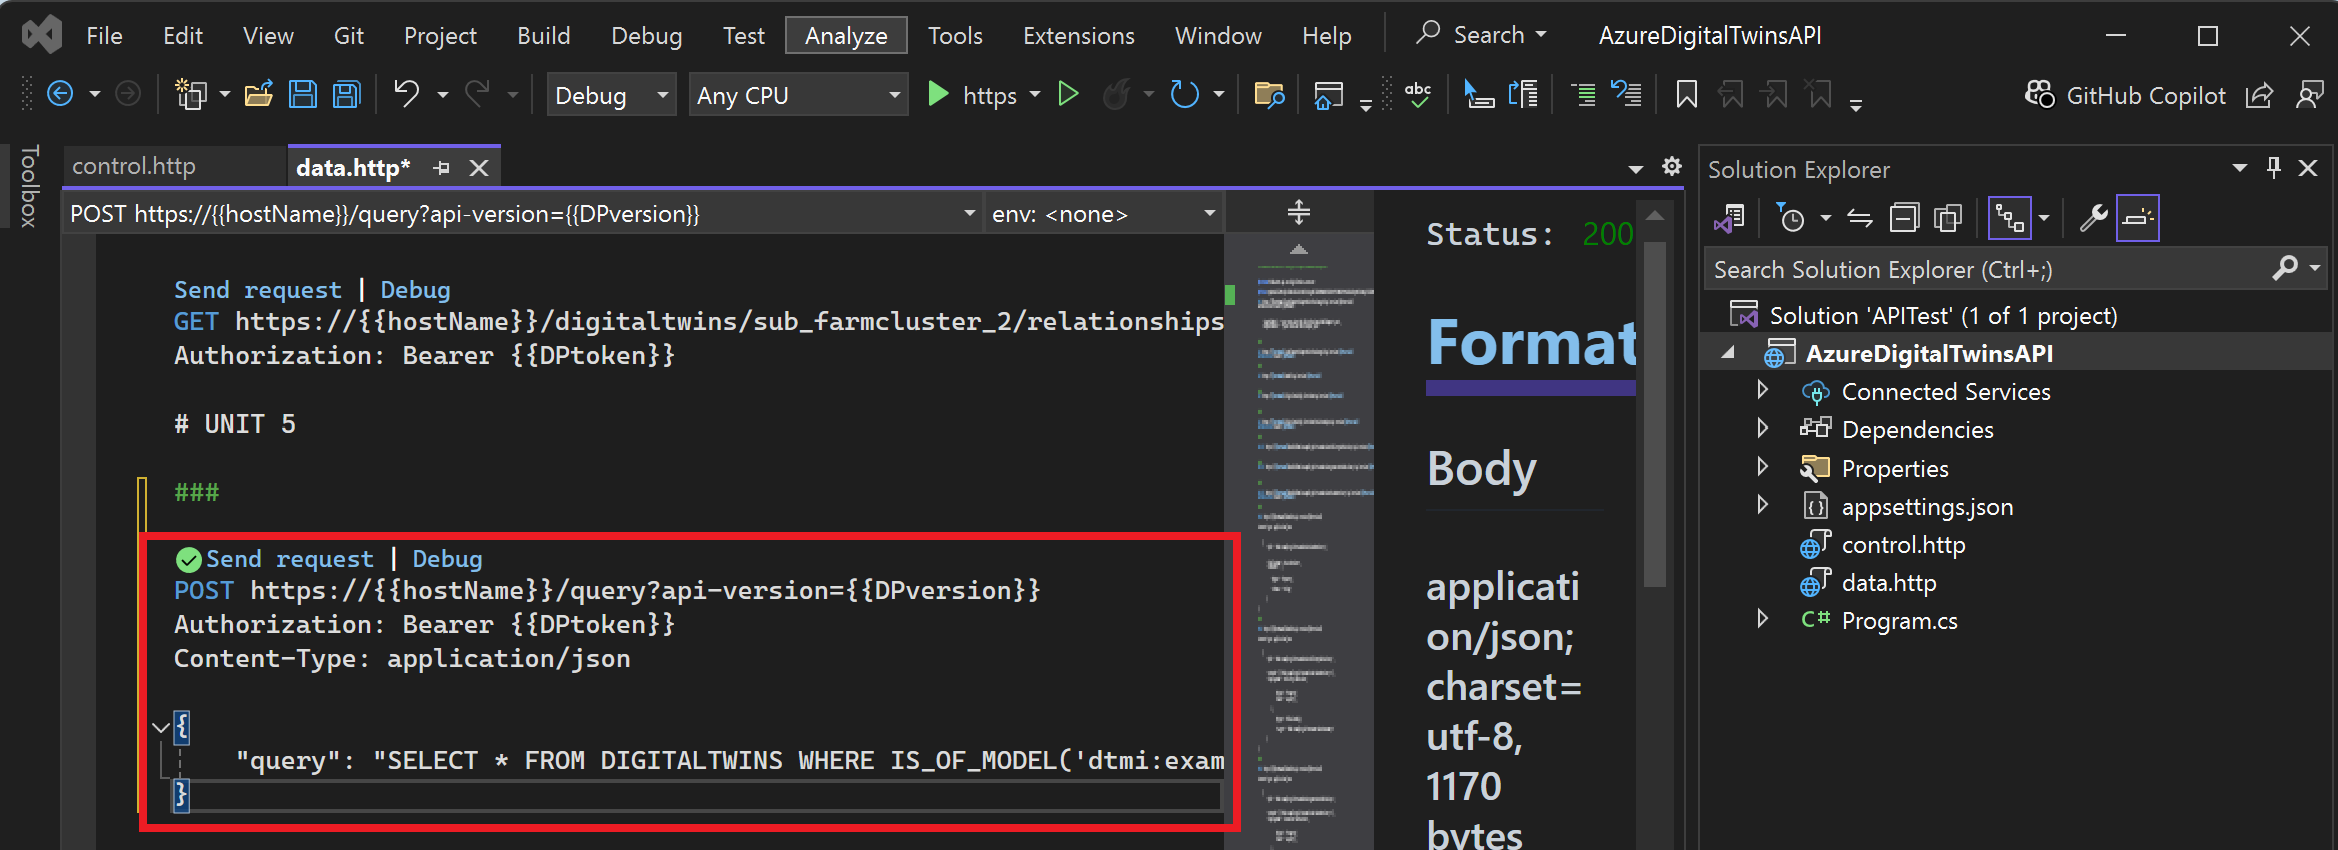 File Edit View Git Project Build Debug Test Analyze Tools Extensions Window Help Search AzureDigitalTwinsAPI
Debug Any CPU https abc GitHub Copilot
Toolbox
control.http data.http*
POST https://{{hostName}}/query?api-version={{DPversion}} env: <none>
Send request | Debug
GET https://{{hostName}}/digitaltwins/sub_farmcluster_2/relationships
Authorization: Bearer {{DPtoken}}
# UNIT 5
###
Send request | Debug
POST https://{{hostName}}/query?api-version={{DPversion}}
Authorization: Bearer {{DPtoken}}
Content-Type: application/json
{
"query": "SELECT * FROM DIGITALTWINS WHERE IS_OF_MODEL('dtmi:exam
}
Status: 200
Format
Body
applicati
on/json;
charset=
utf-8,
1170
bytes
Solution Explorer
Search Solution Explorer (Ctrl+;)
Solution 'APITest' (1 of 1 project)
AzureDigitalTwinsAPI
Connected Services
Dependencies
Properties
appsettings.json
control.http
data.http
C# Program.cs